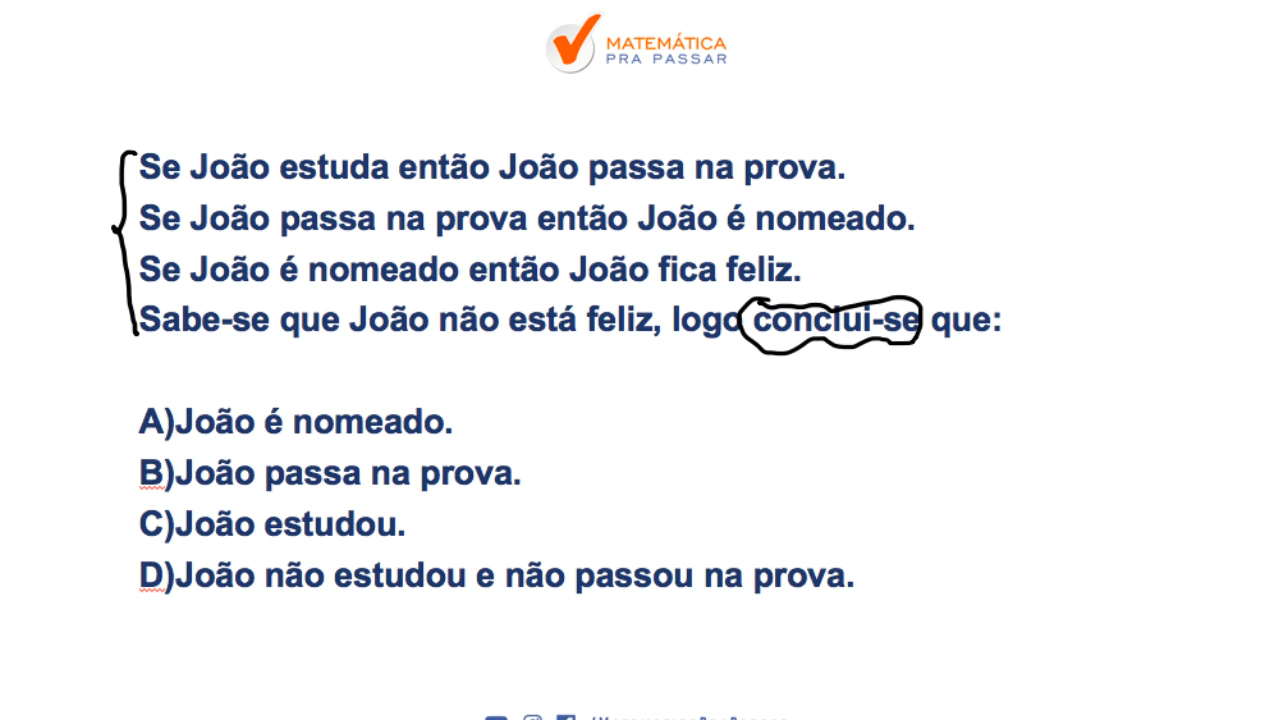 MATEMÁTICA
PRA PASSAR
Se João estuda então João passa na prova.
Se João passa na prova então João é nomeado.
Se João é nomeado então João fica feliz.
Sabe-se que João não está feliz, logo conclui-se que:
A)João é nomeado.
B)João passa na prova.
C)João estudou.
D)João não estudou e não passou na prova.